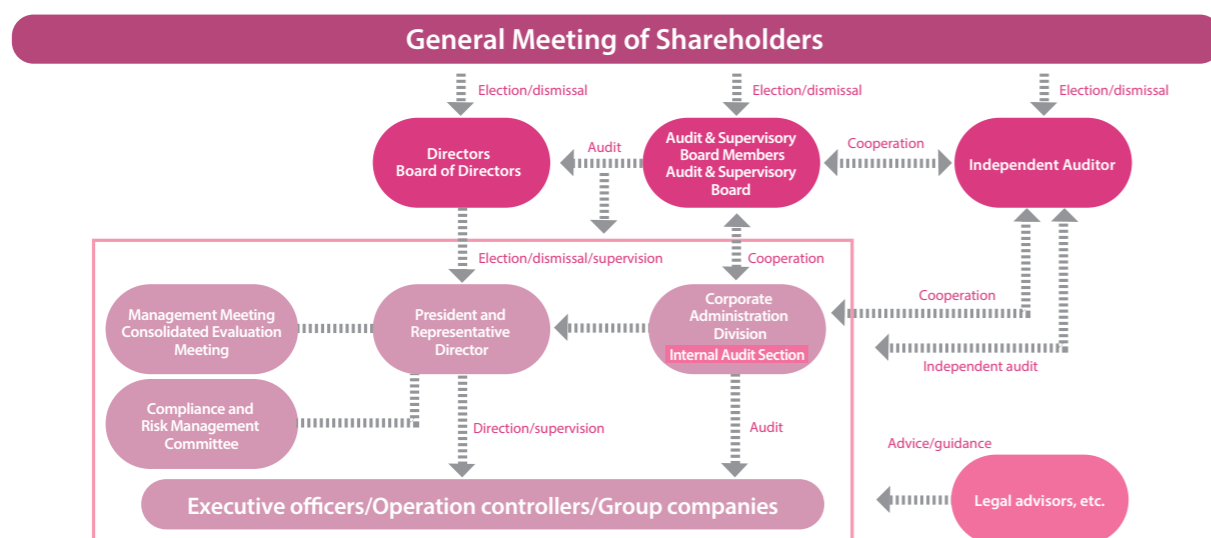 General Meeting of Shareholders
Election/dismissal
Election/dismissal
Election/dismissal
Directors
Board of Directors
Audit
Audit & Supervisory
Board Members
Audit & Supervisory
Board
Cooperation
Independent Auditor
Election/dismissal/supervision
Cooperation
Management Meeting
Consolidated Evaluation
Meeting
President and
Representative
Director
Corporate
Administration
Division
Internal Audit Section
Cooperation
Independent audit
Compliance and
Risk Management
Committee
Direction/supervision
Audit
Advice/guidance
Executive officers/Operation controllers/Group companies
Legal advisors, etc.